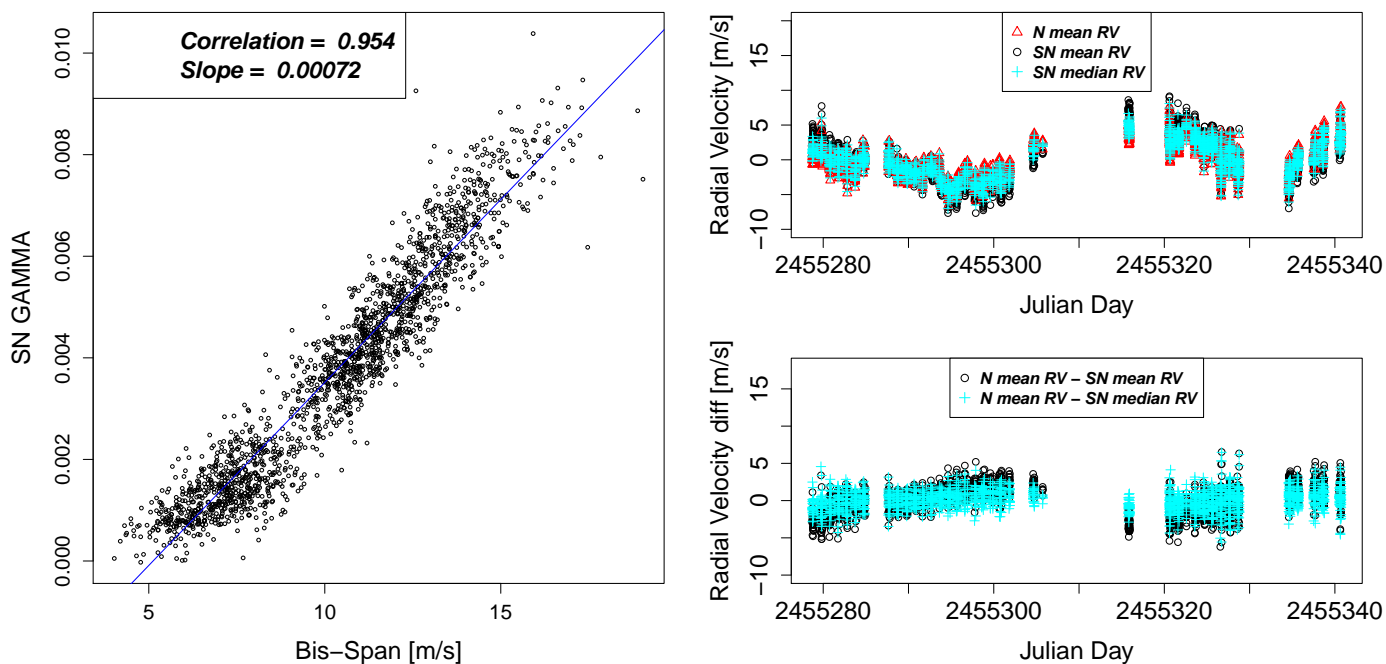 Correlation = 0.954
Slope = 0.00072
SN GAMMA
0.000
0.002
0.004
0.006
0.008
0.010
5
10
15
Bis−Span [m/s]
N mean RV
SN mean RV
SN median RV
Radial Velocity [m/s]
−10
0
5
15
2455280
2455300
2455320
2455340
Julian Day
N mean RV − SN mean RV
N mean RV − SN median RV
Radial Velocity diff [m/s]
−10
0
5
15
2455280
2455300
2455320
2455340
Julian Day